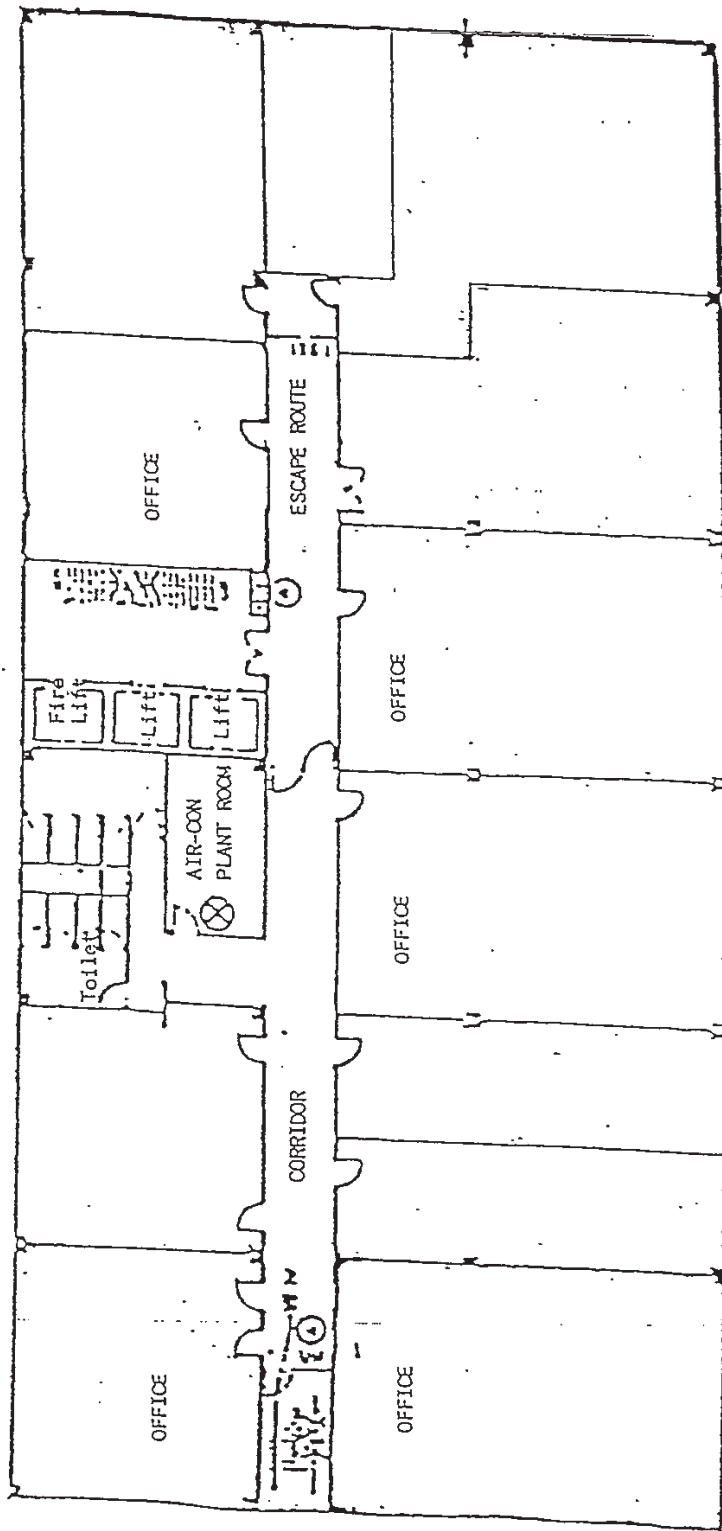 OFFICE
ESCAPE ROUTE
Fire
Lift
Lift
Lift
OFFICE
AIR-CON
PLANT ROOM
Toilet
OFFICE
CORRIDOR
OFFICE
OFFICE